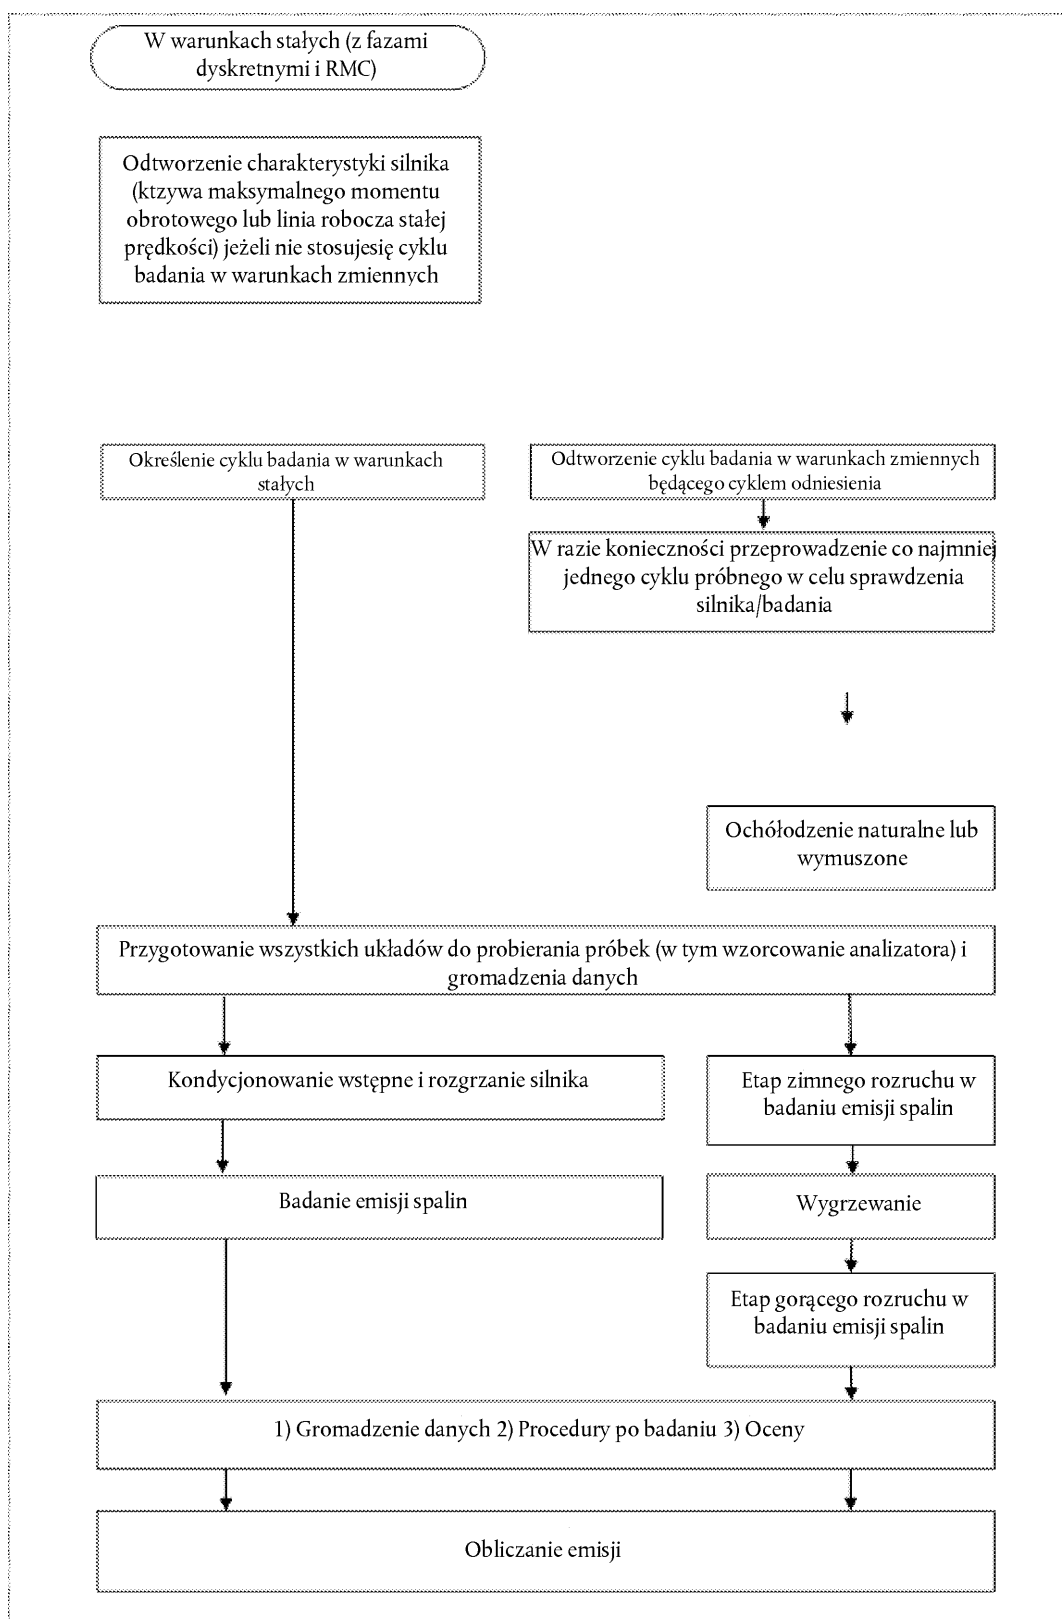 W warunkach stałych (z fazami
dyskretnymi i RMC)
Odtworzenie charakterystyki silnika
(ktzywa maksymalnego momentu
obrotowego lub linia robocza stałej
prędkości) jeżeli nie stosujesię cyklu
badania w warunkach zmiennych
Określenie cyklu badania w warunkach
stałych
Odtworzenie cyklu badania w warunkach zmiennych
będącego cyklem odniesienia
W razie konieczności przeprowadzenie co najmniej
jednego cyklu próbnego w celu sprawdzenia
silnika/badania
Ochółodzenie naturalne lub
wymuszone
Przygotowanie wszystkich układów do probierania próbek (w tym wzorcowanie analizatora) i
gromadzenia danych
Kondycjonowanie wstępne i rozgrzanie silnika
Etap zimnego rozruchu w
badaniu emisji spalin
Badanie emisji spalin
Wygrzewanie
Etap gorącego rozruchu w
badaniu emisji spalin
1) Gromadzenie danych 2) Procedury po badaniu 3) Oceny
Obliczanie emisji